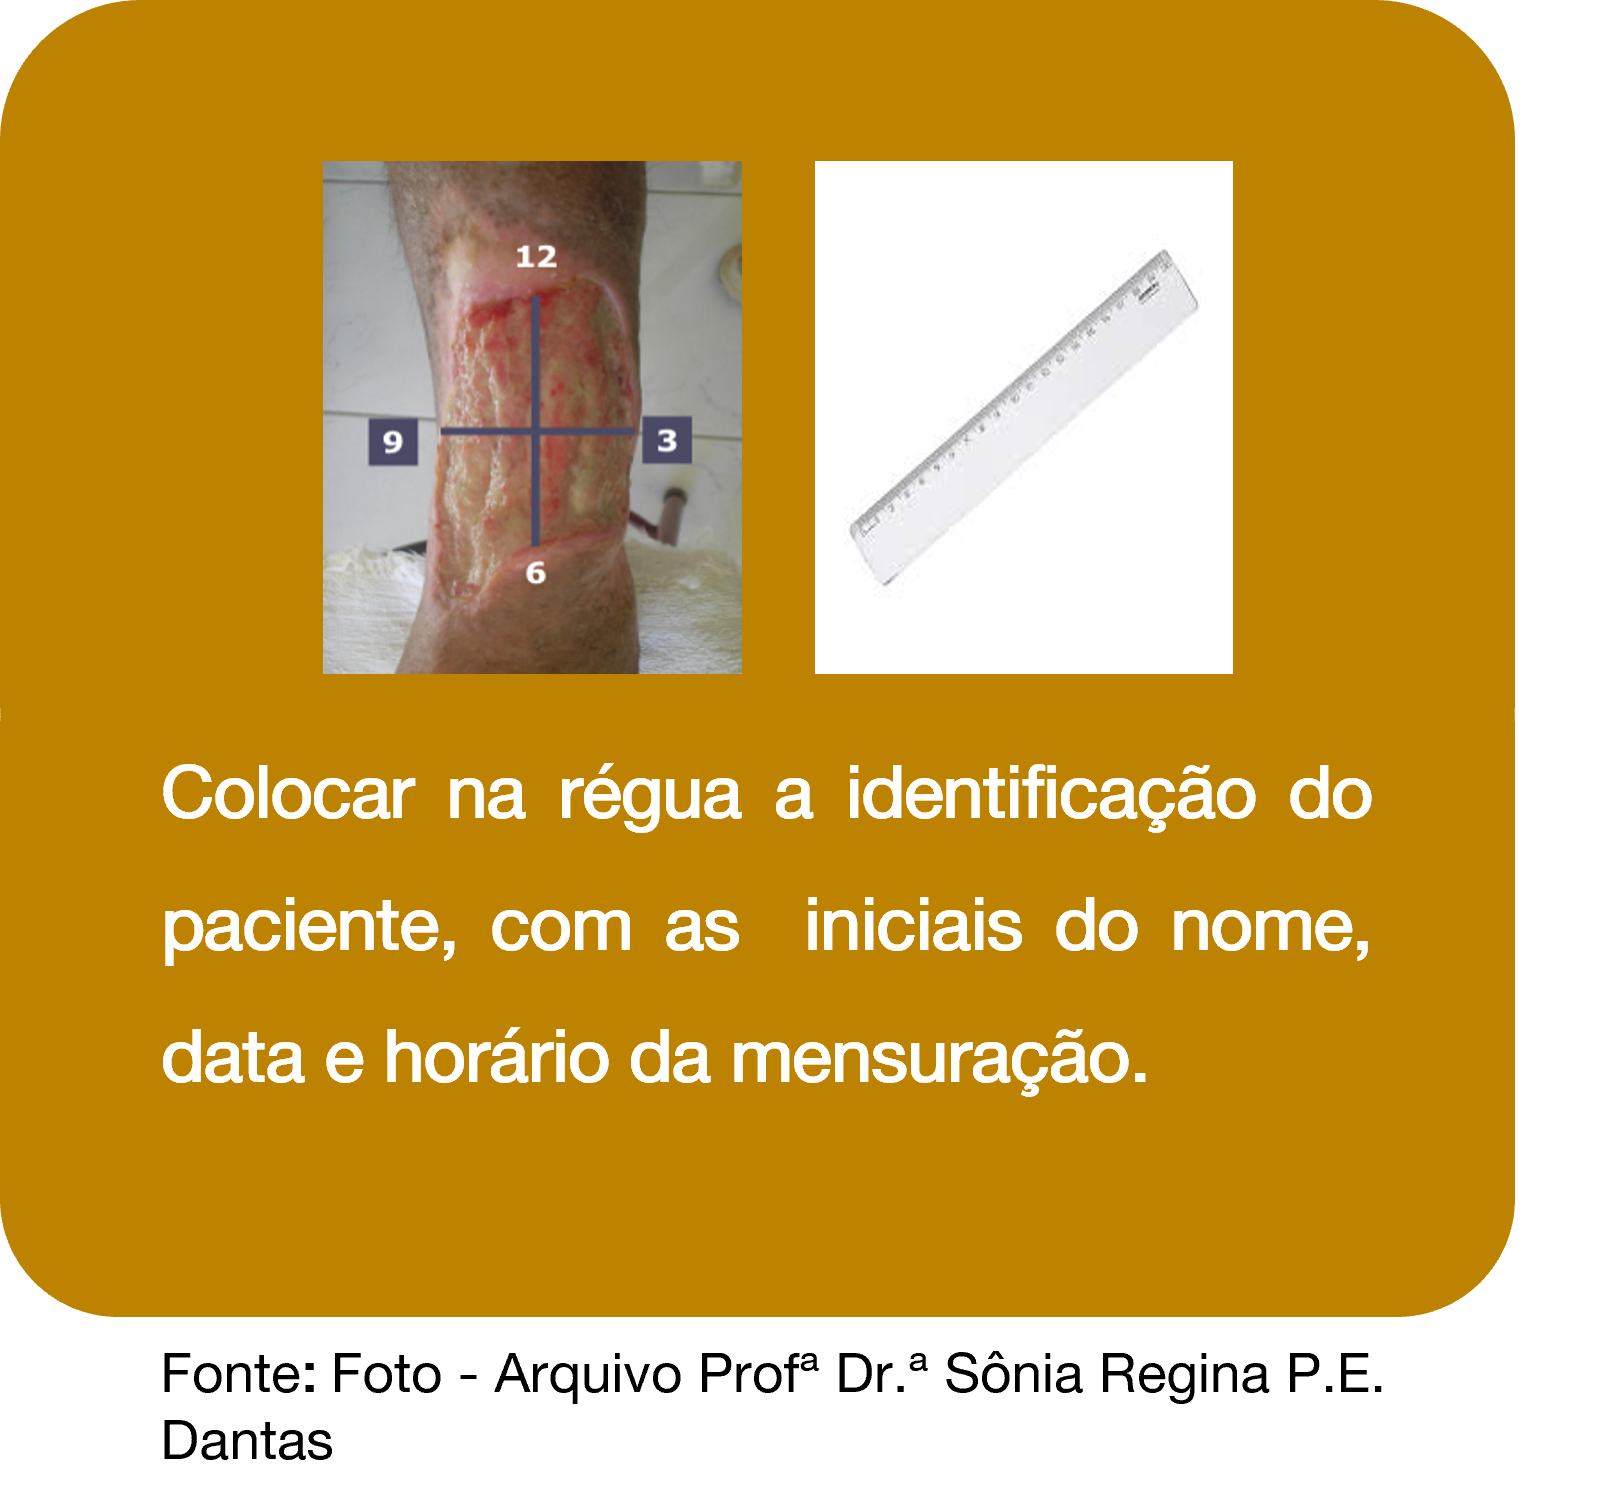 12
9
3
6
Colocar na régua a identificação do
paciente, com as iniciais do nome,
data e horário da mensuração.
Fonte: Foto - Arquivo Profª Dr.ª Sônia Regina P.E.
Dantas